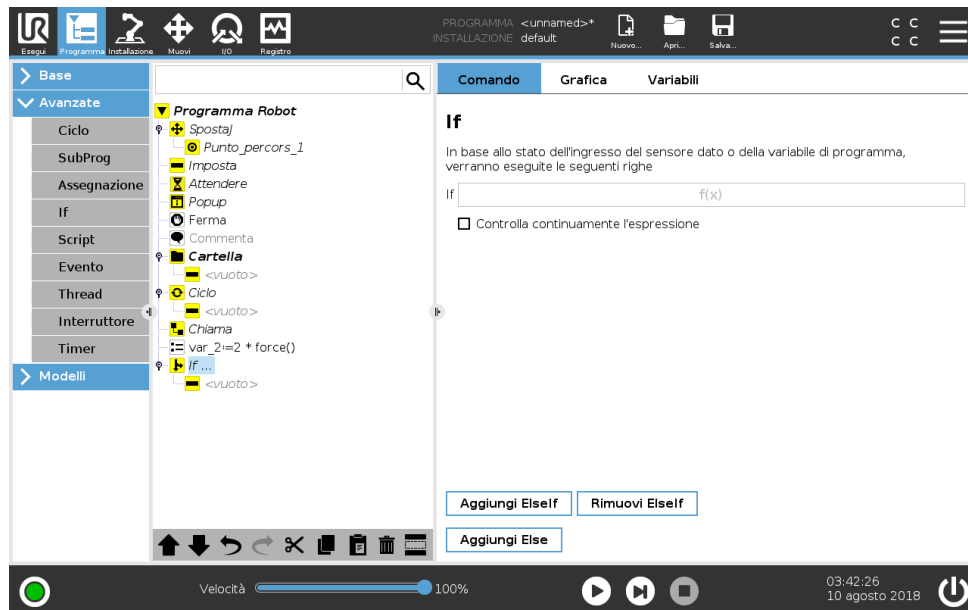 PROGRAMMA <unnamed>*
INSTALLAZIONE default
Esegui Programma Installazione Muovi I/O Registro
Nuovo... Apri... Salva...
C C
C C
Base
Avanzate
Ciclo
SubProg
Assegnazione
If
Script
Evento
Thread
Interruttore
Timer
Modelli
Programma Robot
SpostaJ
Punto_percors_1
Imposta
Attendere
Popup
Ferma
Commenta
Cartella
<vuoto>
Ciclo
<vuoto>
Chiama
var_2:=2 * force()
If ...
<vuoto>
Comando Grafica Variabili
If
In base allo stato dell'ingresso del sensore dato o della variabile di programma,
verranno eseguite le seguenti righe
If f(x)
Controlla continuamente l'espressione
Aggiungi ElseIf Rimuovi ElseIf
Aggiungi Else
Velocità 100%
03:42:26
10 agosto 2018